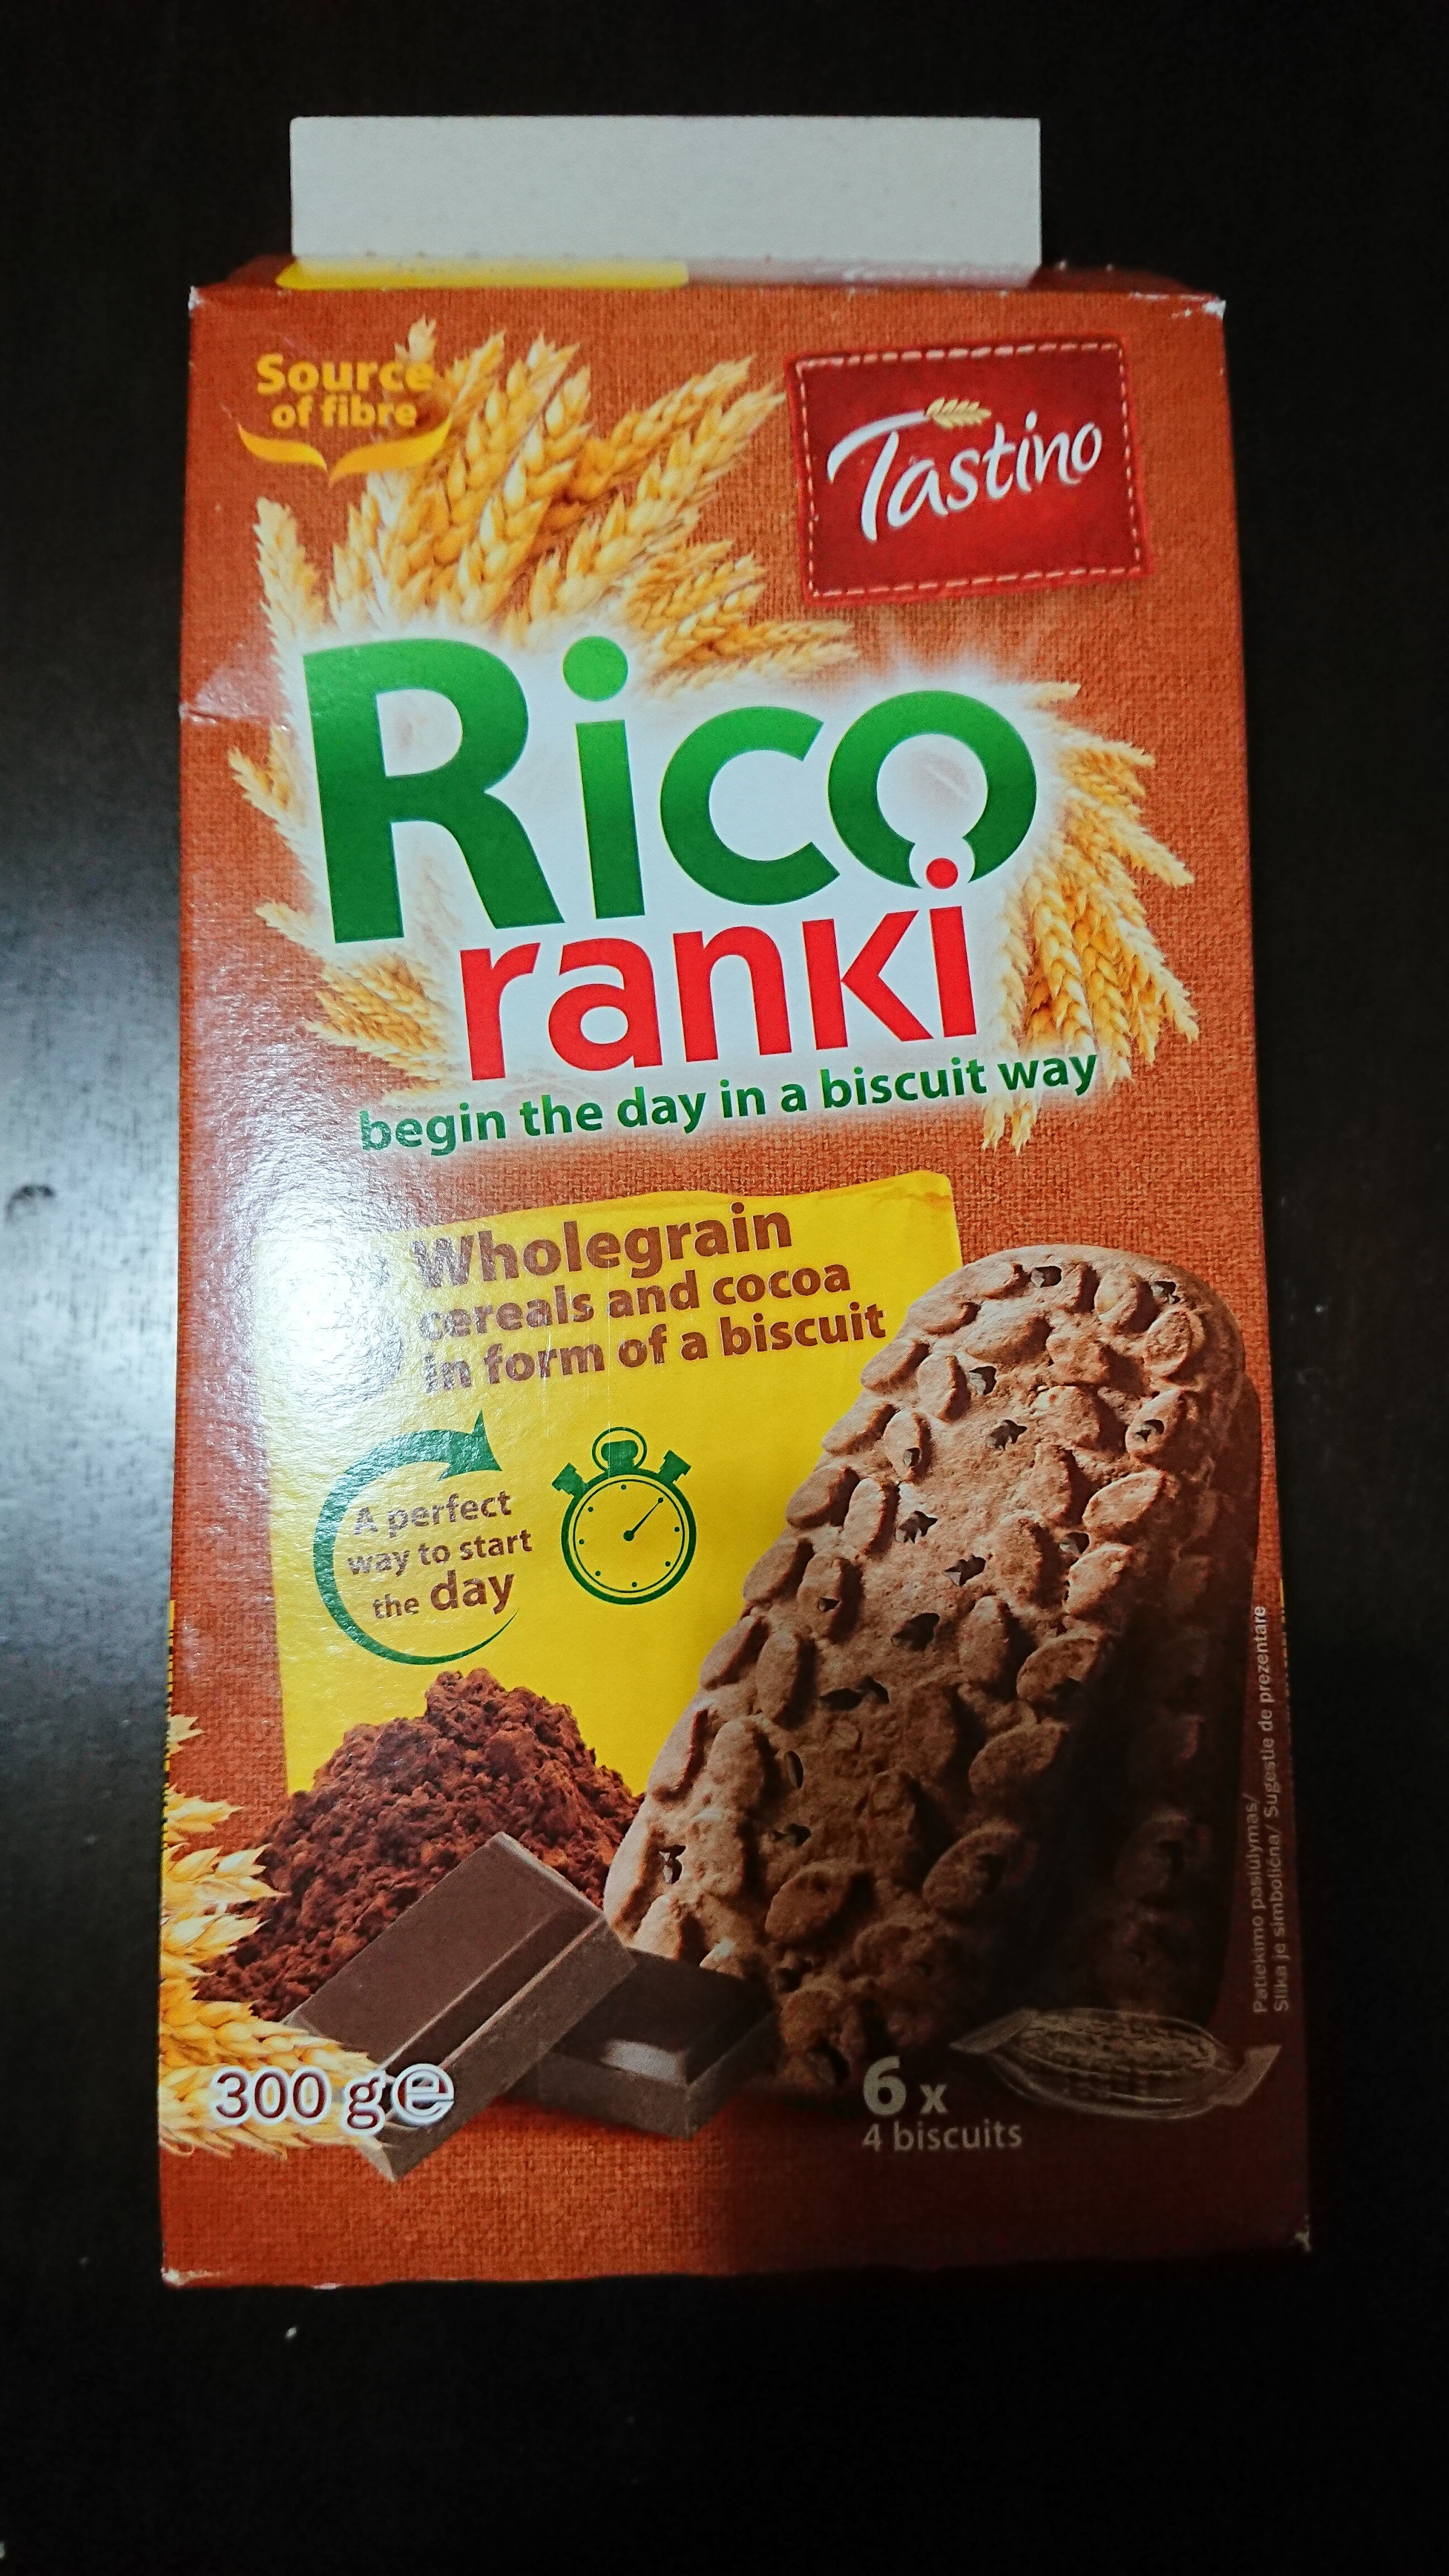 Source
of fibre
Tastino
Rico
ranki
begin the day in a biscuit way
Wholegrain
cereals and cocoa
in form of a biscuit
A perfect
way to start
the day
Patiekimo pasiūlymas/
Slika je simbolična/ Sugestie de prezentare
300 g e
6 x
4 biscuits